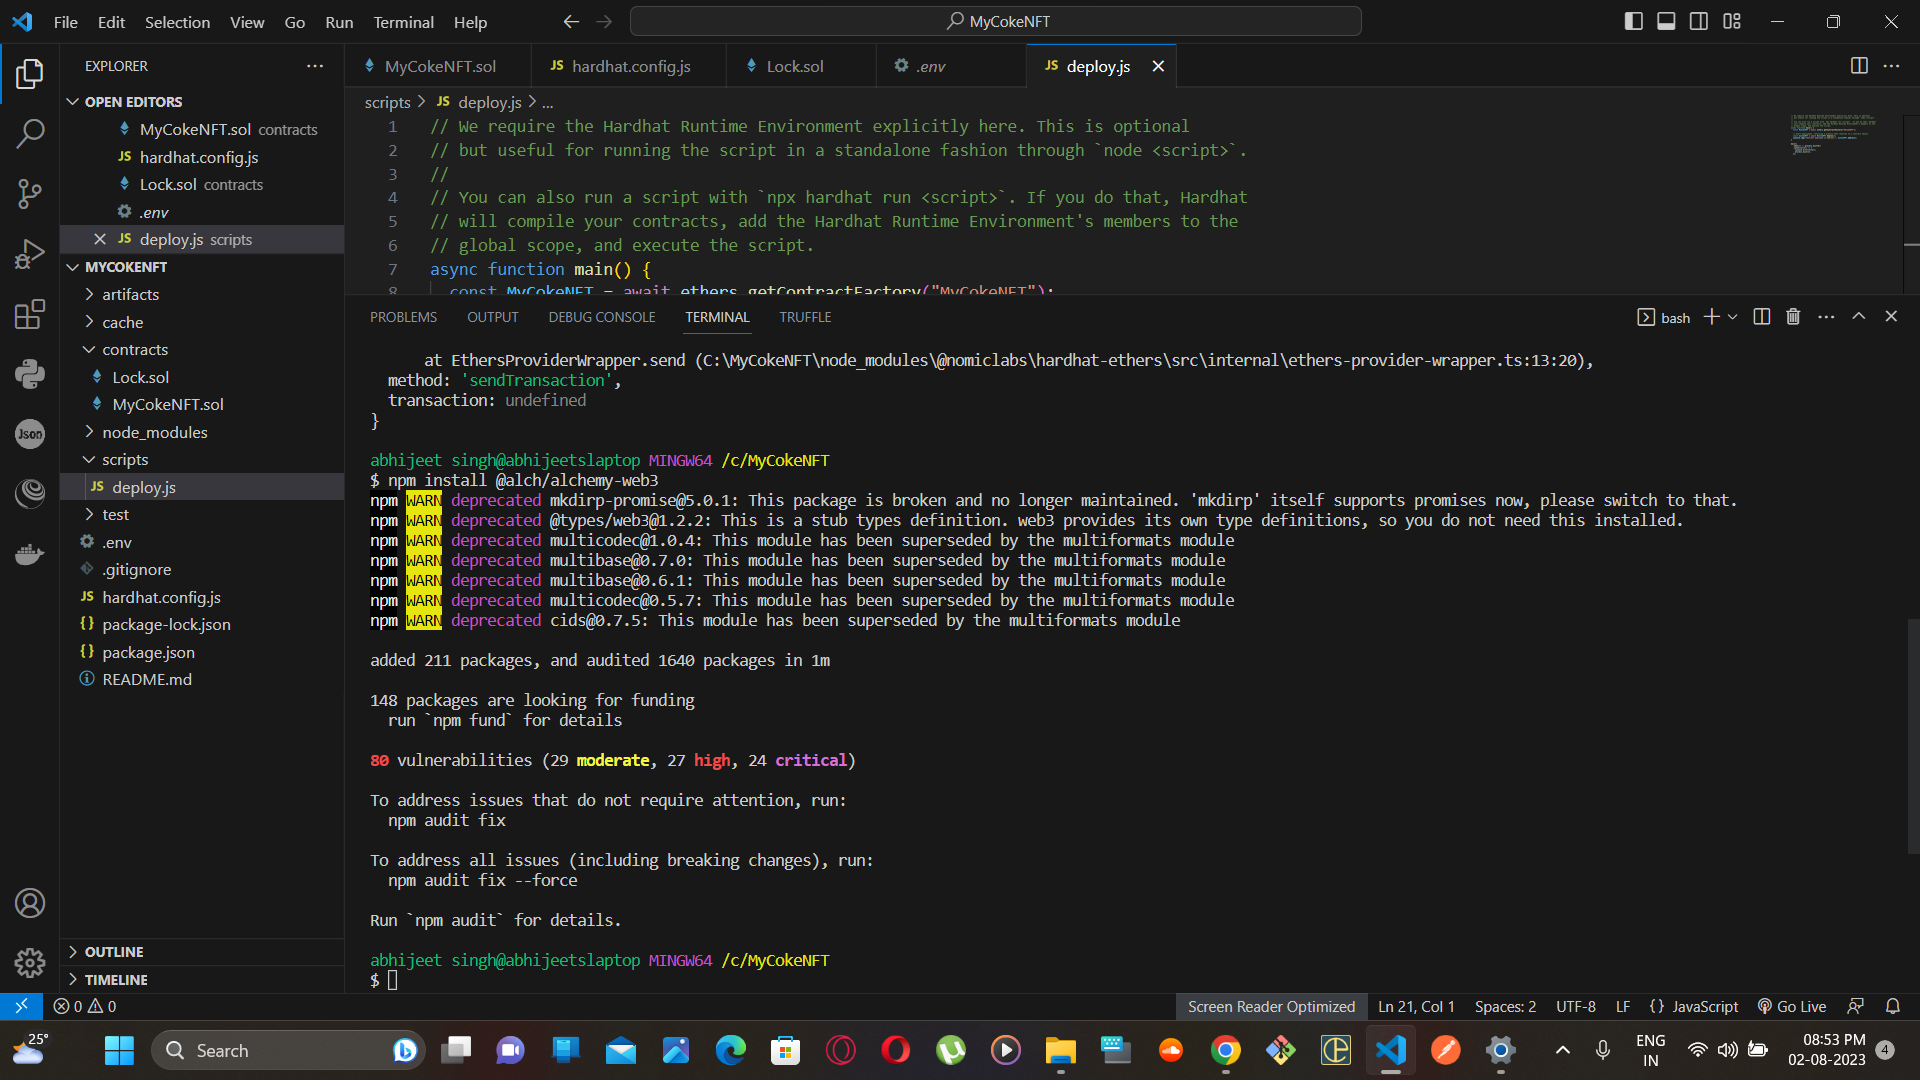 File Edit Selection View Go Run Terminal Help
MyCokeNFT
EXPLORER
OPEN EDITORS
MyCokeNFT.sol contracts
JS hardhat.config.js
Lock.sol contracts
.env
JS deploy.js scripts
MYCOKENFT
artifacts
cache
contracts
Lock.sol
MyCokeNFT.sol
node_modules
scripts
JS deploy.js
test
.env
.gitignore
JS hardhat.config.js
{} package-lock.json
{} package.json
README.md
OUTLINE
TIMELINE
Json
MyCokeNFT.sol JS hardhat.config.js Lock.sol .env JS deploy.js
scripts > JS deploy.js > ...
1 // We require the Hardhat Runtime Environment explicitly here. This is optional
2 // but useful for running the script in a standalone fashion through `node <script>`.
3 //
4 // You can also run a script with `npx hardhat run <script>`. If you do that, Hardhat
5 // will compile your contracts, add the Hardhat Runtime Environment's members to the
6 // global scope, and execute the script.
7 async function main() {
8 const MyCokeNFT = await ethers.getContractFactory("MyCokeNFT");
PROBLEMS OUTPUT DEBUG CONSOLE TERMINAL TRUFFLE
bash
at EthersProviderWrapper.send (C:\MyCokeNFT\node_modules\@nomiclabs\hardhat-ethers\src\internal\ethers-provider-wrapper.ts:13:20),
method: 'sendTransaction',
transaction: undefined
}
abhijeet singh@abhijeetslaptop MINGW64 /c/MyCokeNFT
$ npm install @alch/alchemy-web3
npm WARN deprecated mkdirp-promise@5.0.1: This package is broken and no longer maintained. 'mkdirp' itself supports promises now, please switch to that.
npm WARN deprecated @types/web3@1.2.2: This is a stub types definition. web3 provides its own type definitions, so you do not need this installed.
npm WARN deprecated multicodec@1.0.4: This module has been superseded by the multiformats module
npm WARN deprecated multibase@0.7.0: This module has been superseded by the multiformats module
npm WARN deprecated multibase@0.6.1: This module has been superseded by the multiformats module
npm WARN deprecated multicodec@0.5.7: This module has been superseded by the multiformats module
npm WARN deprecated cids@0.7.5: This module has been superseded by the multiformats module
added 211 packages, and audited 1640 packages in 1m
148 packages are looking for funding
run `npm fund` for details
80 vulnerabilities (29 moderate, 27 high, 24 critical)
To address issues that do not require attention, run:
npm audit fix
To address all issues (including breaking changes), run:
npm audit fix --force
Run `npm audit` for details.
abhijeet singh@abhijeetslaptop MINGW64 /c/MyCokeNFT
$
0 0
Screen Reader Optimized Ln 21, Col 1 Spaces: 2 UTF-8 LF {} JavaScript Go Live
25°
Search
ENG
IN
08:53 PM
02-08-2023
4